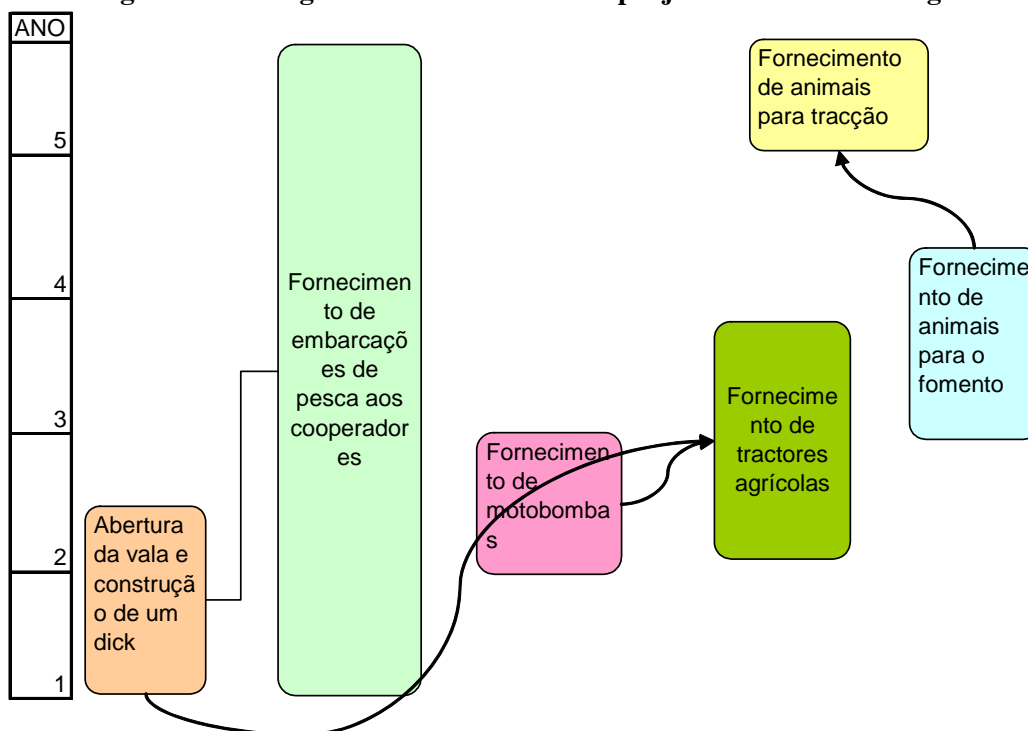 ANO
5
4
3
2
1
Abertura
da vala e
construçã
o de um
dick
Fornecimen
to de
embarcaçõ
es de
pesca aos
cooperador
es
Fornecimen
to de
motobomba
s
Fornecime
nto de
tractores
agrícolas
Fornecimento
de animais
para tracção
Fornecime
nto de
animais
para o
fomento